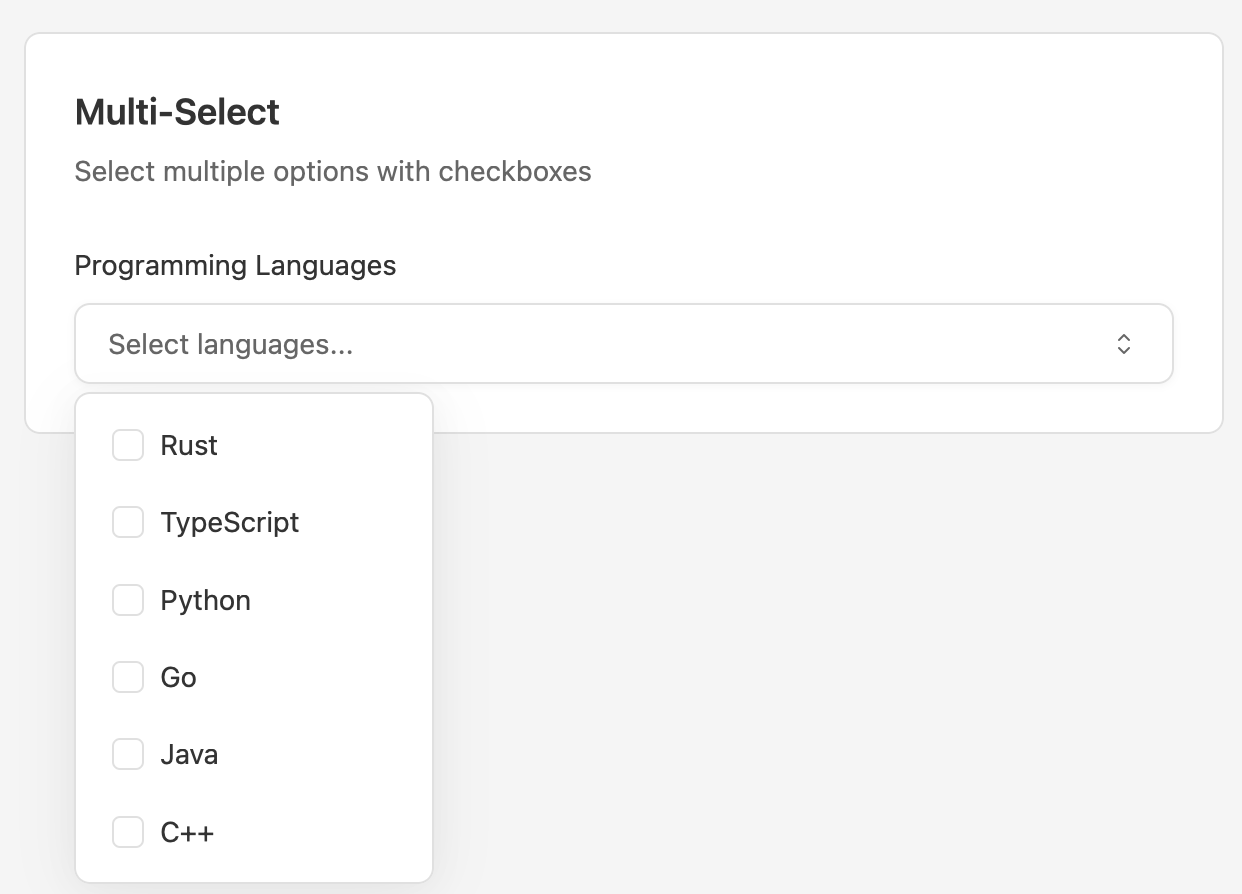 Multi-Select
Select multiple options with checkboxes
Programming Languages
Select languages...
Rust
TypeScript
Python
Go
Java
C++